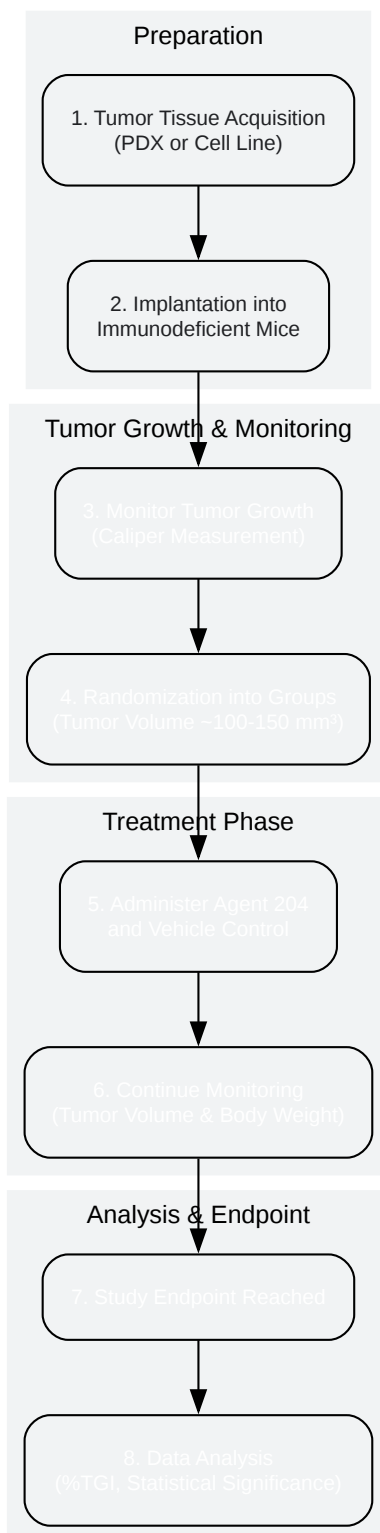 Preparation
1. Tumor Tissue Acquisition
(PDX or Cell Line)
2. Implantation into
Immunodeficient Mice
Tumor Growth & Monitoring
3. Monitor Tumor Growth
(Caliper Measurement)
4. Randomization into Groups
(Tumor Volume ~100-150 mm³)
Treatment Phase
5. Administer Agent 204
and Vehicle Control
6. Continue Monitoring
(Tumor Volume & Body Weight)
Analysis & Endpoint
7. Study Endpoint Reached
8. Data Analysis
(%TGI, Statistical Significance)